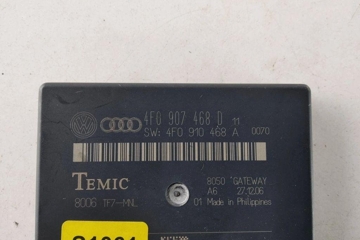 4F0 907 468 D 11
SW: 4F0 910 468 A 0070
TEMIC
8050 "GATEWAY"
A6 27.12.06
8006 TF7-MNL 01 Made in Philippines